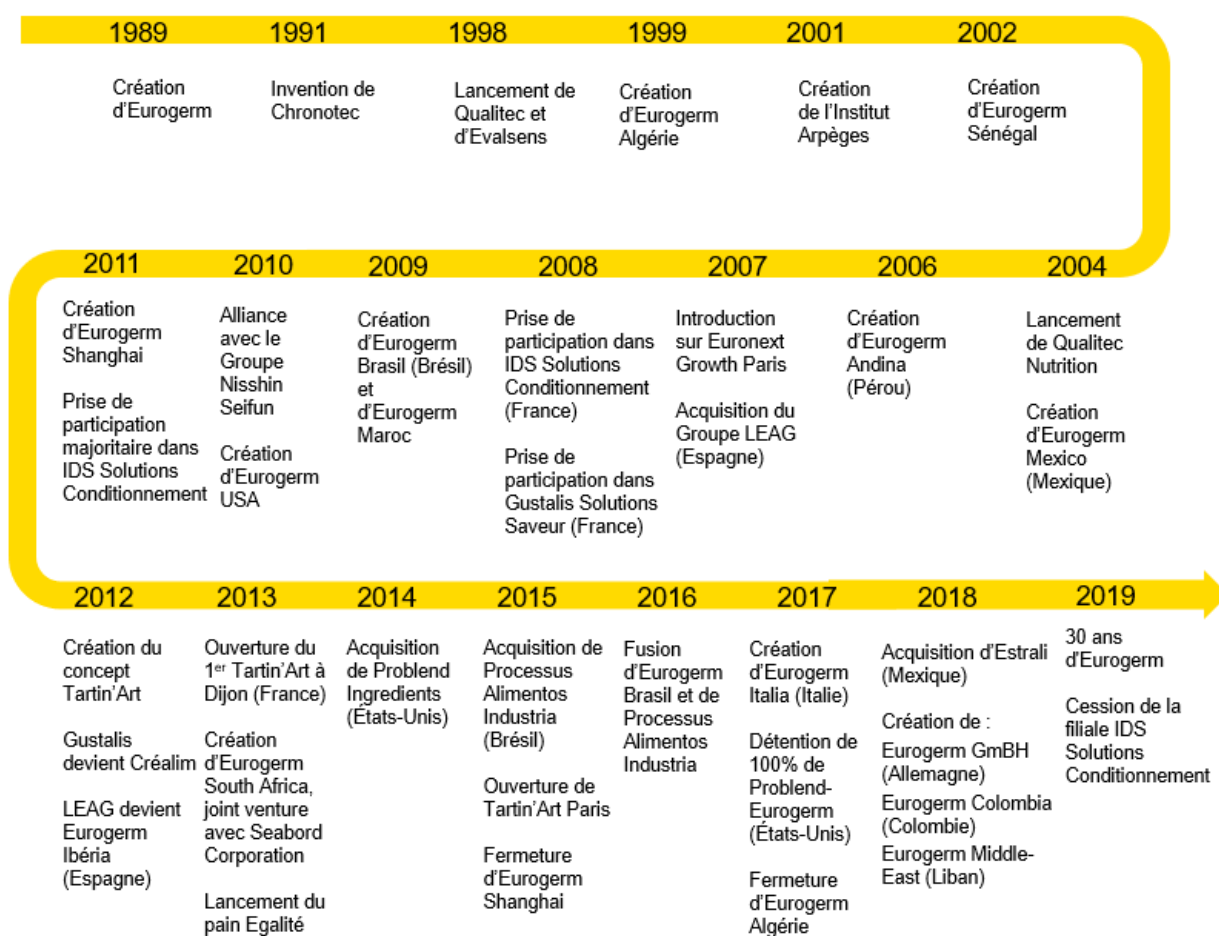 1989
Création
d'Eurogerm
1991
Invention de
Chronotec
1998
Lancement de
Qualitec et
d'Evalsens
1999
Création
d'Eurogerm
Algérie
2001
Création
de l'Institut
Arpèges
2002
Création
d'Eurogerm
Sénégal
2004
Lancement
de Qualitec
Nutrition
Création
d'Eurogerm
Mexico
(Mexique)
2006
Création
d'Eurogerm
Andina
(Pérou)
2007
Introduction
sur Euronext
Growth Paris
Acquisition du
Groupe LEAG
(Espagne)
2008
Prise de
participation dans
IDS Solutions
Conditionnement
(France)
Prise de
participation dans
Gustalis Solutions
Saveur (France)
2009
Création
d'Eurogerm
Brasil (Brésil)
et
d'Eurogerm
Maroc
2010
Alliance
avec le
Groupe
Nisshin
Seifun
Création
d'Eurogerm
USA
2011
Création
d'Eurogerm
Shanghai
Prise de
participation
majoritaire dans
IDS Solutions
Conditionnement
2012
Création du
concept
Tartin'Art
Gustalis
devient Créalim
LEAG devient
Eurogerm
Ibéria
(Espagne)
2013
Ouverture du
1er Tartin'Art à
Dijon (France)
Création
d'Eurogerm
South Africa,
joint venture
avec Seabord
Corporation
Lancement du
pain Egalité
2014
Acquisition
de Problend
Ingredients
(États-Unis)
2015
Acquisition de
Processus
Alimentos
Industria
(Brésil)
Ouverture de
Tartin'Art Paris
Fermeture
d'Eurogerm
Shanghai
2016
Fusion
d'Eurogerm
Brasil et de
Processus
Alimentos
Industria
2017
Création
d'Eurogerm
Italia (Italie)
Détention de
100% de
Problend-
Eurogerm
(États-Unis)
Fermeture
d'Eurogerm
Algérie
2018
Acquisition d'Estrali
(Mexique)
Création de :
Eurogerm GmBH
(Allemagne)
Eurogerm Colombia
(Colombie)
Eurogerm Middle-
East (Liban)
2019
30 ans
d'Eurogerm
Cession de la
filiale IDS
Solutions
Conditionnement